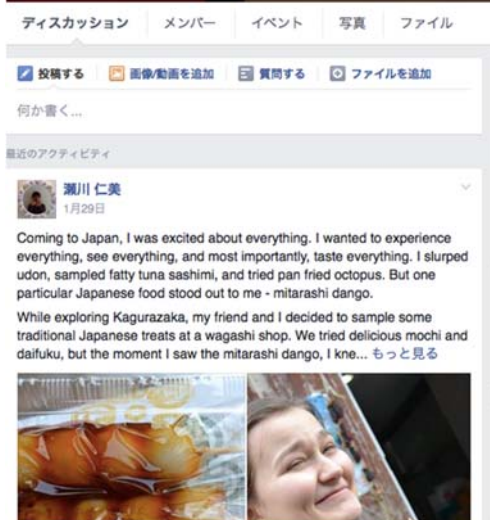 ディスカッション メンバー イベント 写真 ファイル
投稿する 画像/動画を追加 質問する ファイルを追加
何か書く...
最近のアクティビティ
瀬川 仁美
1月29日
Coming to Japan, I was excited about everything. I wanted to experience
everything, see everything, and most importantly, taste everything. I slurped
udon, sampled fatty tuna sashimi, and tried pan fried octopus. But one
particular Japanese food stood out to me - mitarashi dango.
While exploring Kagurazaka, my friend and I decided to sample some
traditional Japanese treats at a wagashi shop. We tried delicious mochi and
daifuku, but the moment I saw the mitarashi dango, I kne... もっと見る